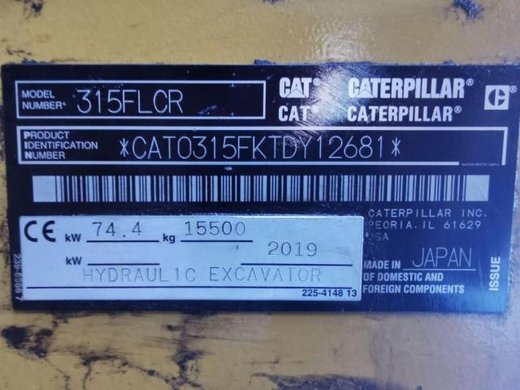 MODEL NUMBER 315FLCR
CAT® CATERPILLAR®
CAT CATERPILLAR®
C
PRODUCT IDENTIFICATION NUMBER *CAT0315FKTDY12681*
CATERPILLAR INC.
PEORIA, IL 61629
USA
CE kW 74.4 kg 15500
kW 2019
HYDRAULIC EXCAVATOR
225-4148 13
MADE IN JAPAN
OF DOMESTIC AND
FOREIGN COMPONENTS
ISSUE